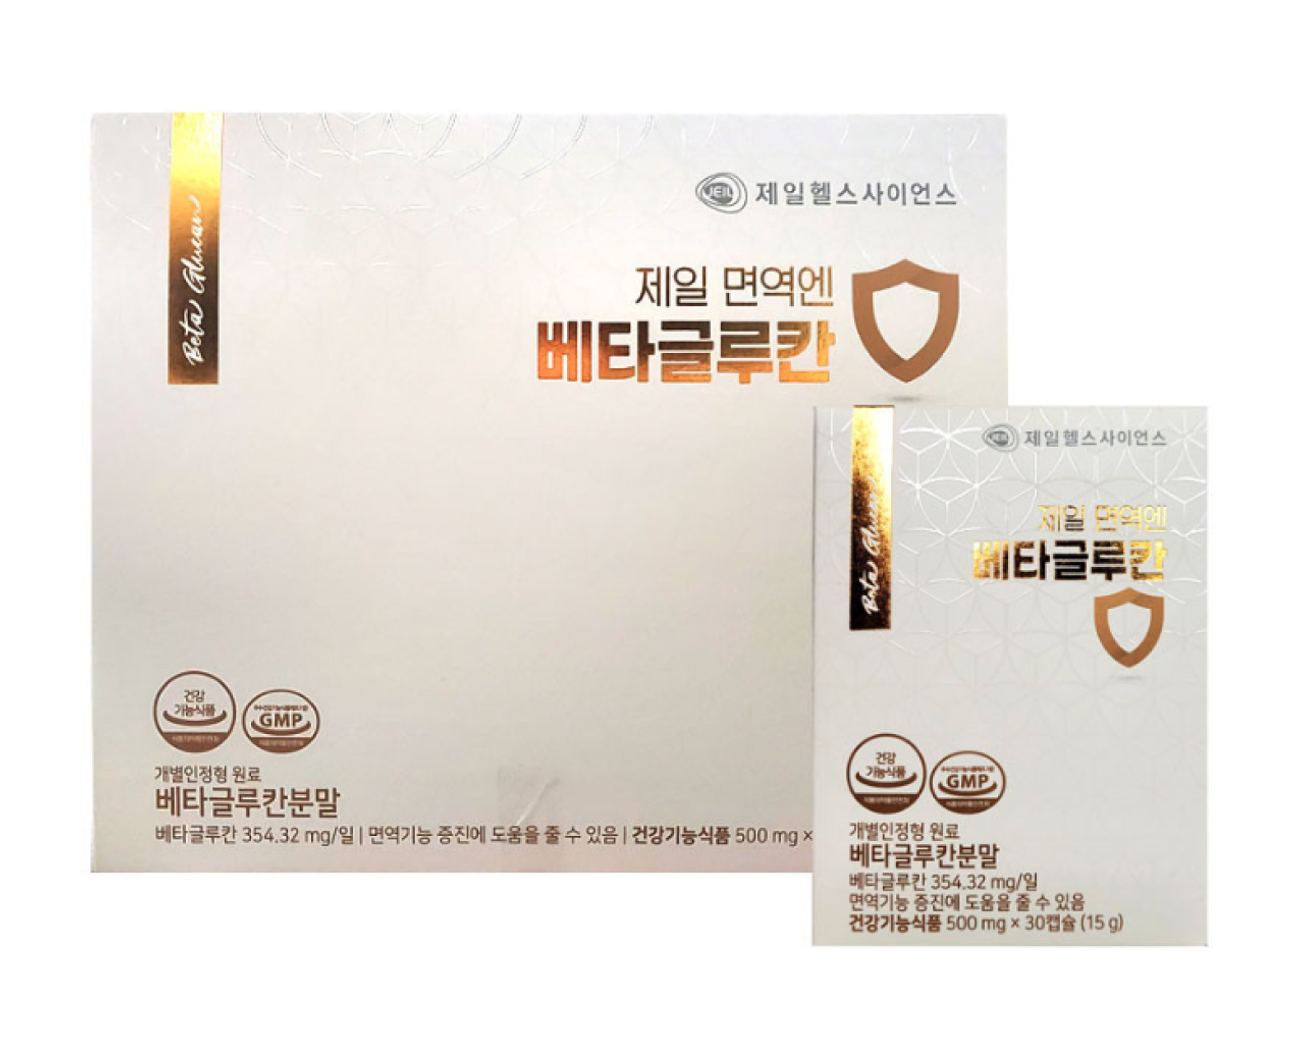 Beta Glucan
JEIL 제일헬스사이언스
제일 면역엔
베타글루칸
건강
기능식품
GMP
개별인정형 원료
베타글루칸분말
베타글루칸 354.32 mg/일 | 면역기능 증진에 도움을 줄 수 있음 | 건강기능식품 500 mg ×
Beta Glucan
제일헬스사이언스
제일 면역엔
베타글루칸
건강
기능식품
GMP
개별인정형 원료
베타글루칸분말
베타글루칸 354.32 mg/일
면역기능 증진에 도움을 줄 수 있음
건강기능식품 500 mg × 30캡슐 (15 g)